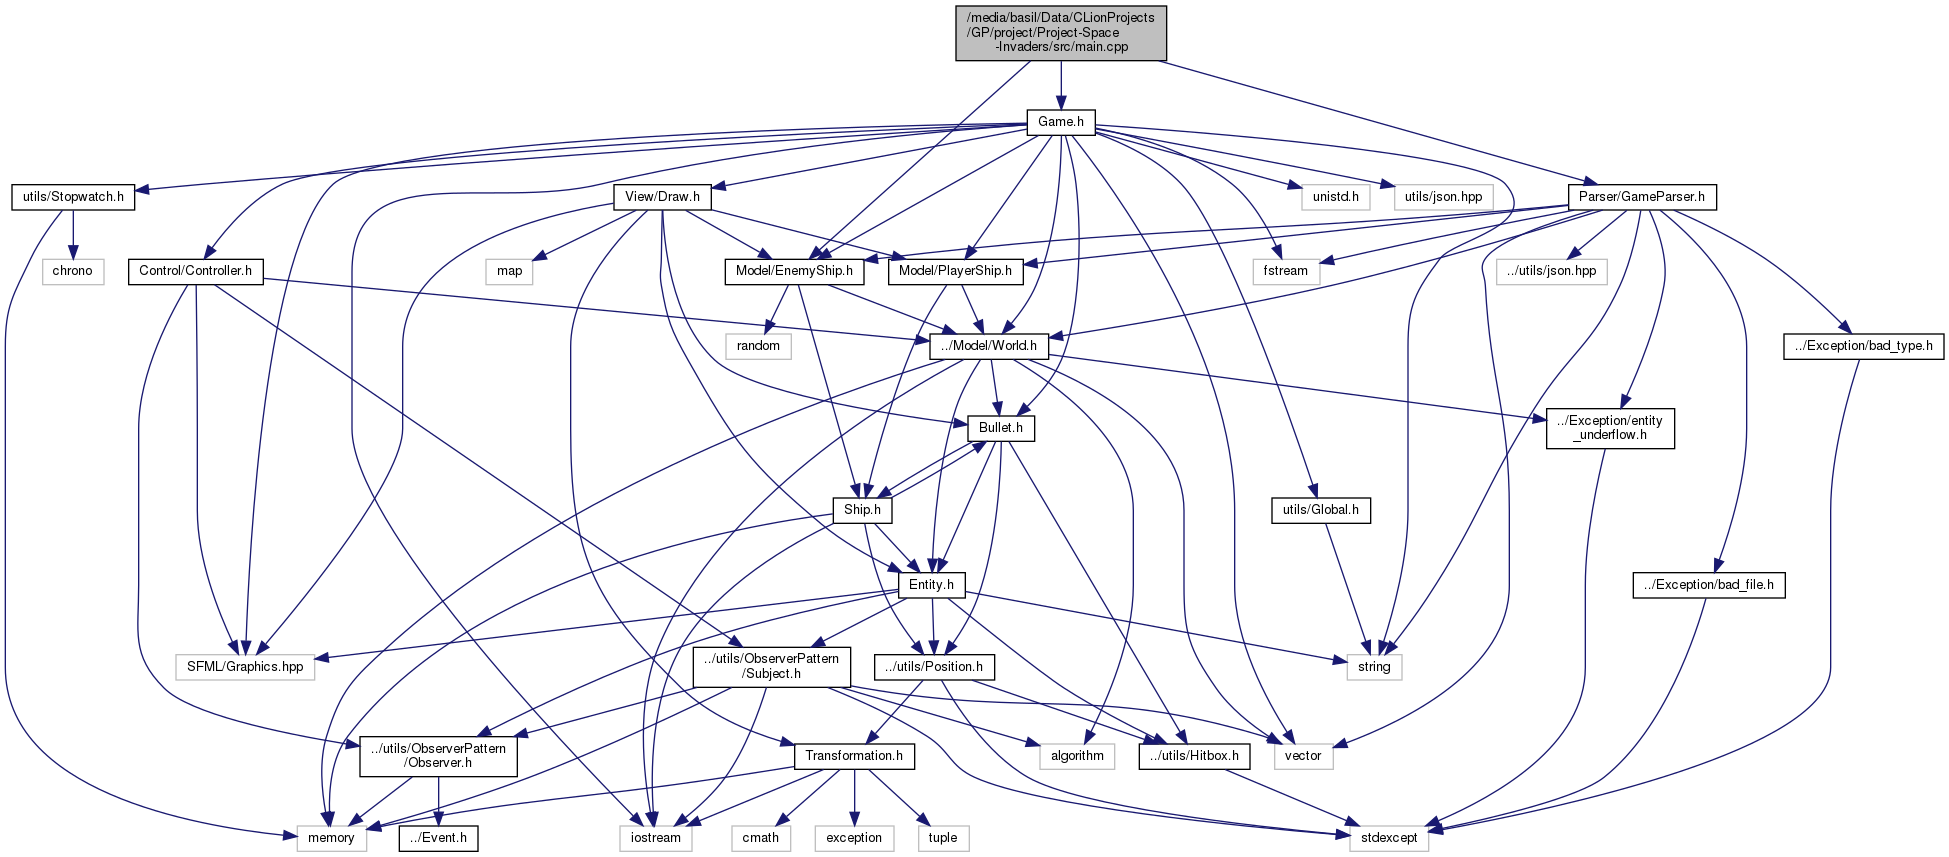 /media/basil/Data/CLionProjects
/GP/project/Project-Space
-Invaders/src/main.cpp
Game.h
utils/Stopwatch.h
View/Draw.h
unistd.h
utils/json.hpp
Parser/GameParser.h
chrono
Control/Controller.h
map
Model/EnemyShip.h
Model/PlayerShip.h
fstream
../utils/json.hpp
random
../Model/World.h
../Exception/bad_type.h
Bullet.h
../Exception/entity
_underflow.h
Ship.h
utils/Global.h
Entity.h
../Exception/bad_file.h
SFML/Graphics.hpp
../utils/ObserverPattern
/Subject.h
../utils/Position.h
string
../utils/ObserverPattern
/Observer.h
Transformation.h
algorithm
../utils/Hitbox.h
vector
memory
../Event.h
iostream
cmath
exception
tuple
stdexcept